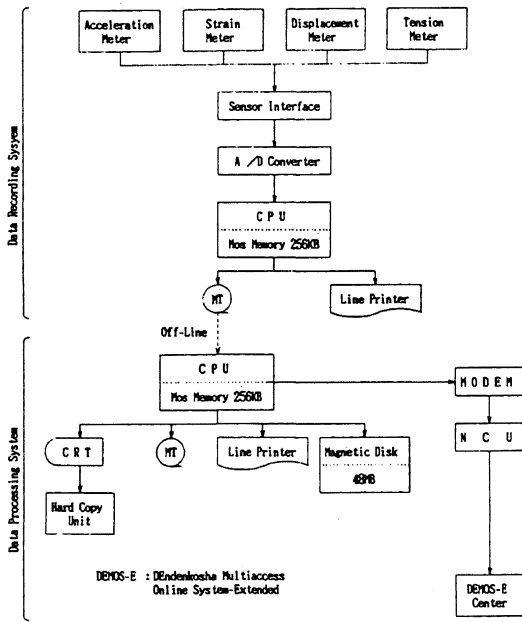 Acceleration
Meter
Strain
Meter
Displacement
Meter
Tension
Meter
Sensor Interface
A /D Converter
C P U
Mos Memory 256KB
MT
Line Printer
Data Recording Sysyem
Off-Line
C P U
Mos Memory 256KB
M O D E M
N C U
C R T
MT
Line Printer
Magnetic Disk
48MB
Hard Copy
Unit
Data Processing System
DEMOS-E : DEndenkosha Multiaccess
Online System-Extended
DEMOS-E
Center